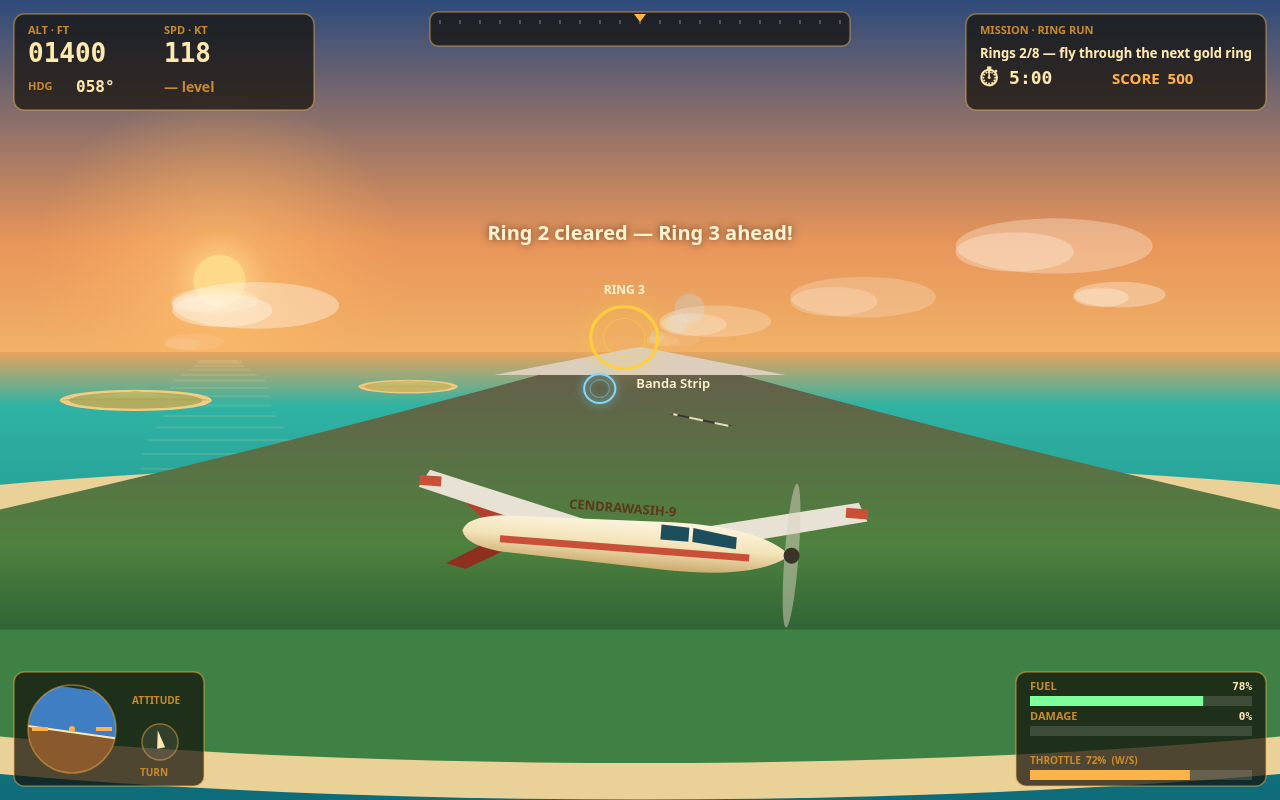 ALT · FT SPD · KT
01400 118
HDG 058° — level
MISSION · RING RUN
Rings 2/8 — fly through the next gold ring
⏱ 5:00 SCORE 500
Ring 2 cleared — Ring 3 ahead!
RING 3
Banda Strip
CENDRAWASIH-9
ATTITUDE
TURN
FUEL 78%
DAMAGE 0%
THROTTLE 72% (W/S)